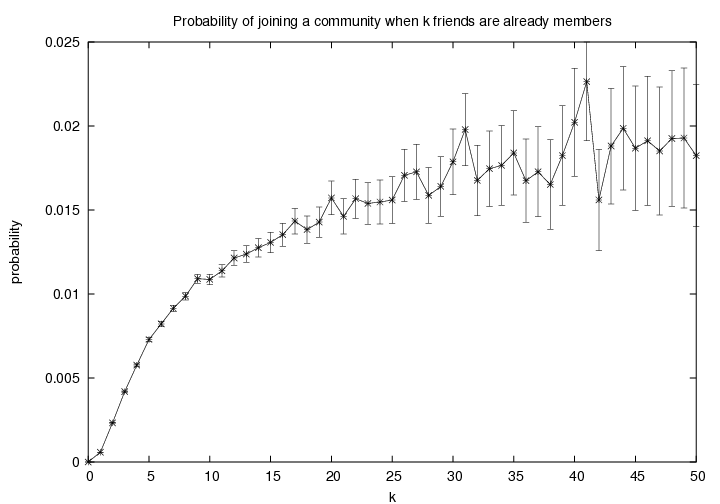 Probability of joining a community when k friends are already members
0.025
0.02
0.015
0.01
0.005
0
probability
0 5 10 15 20 25 30 35 40 45 50
k